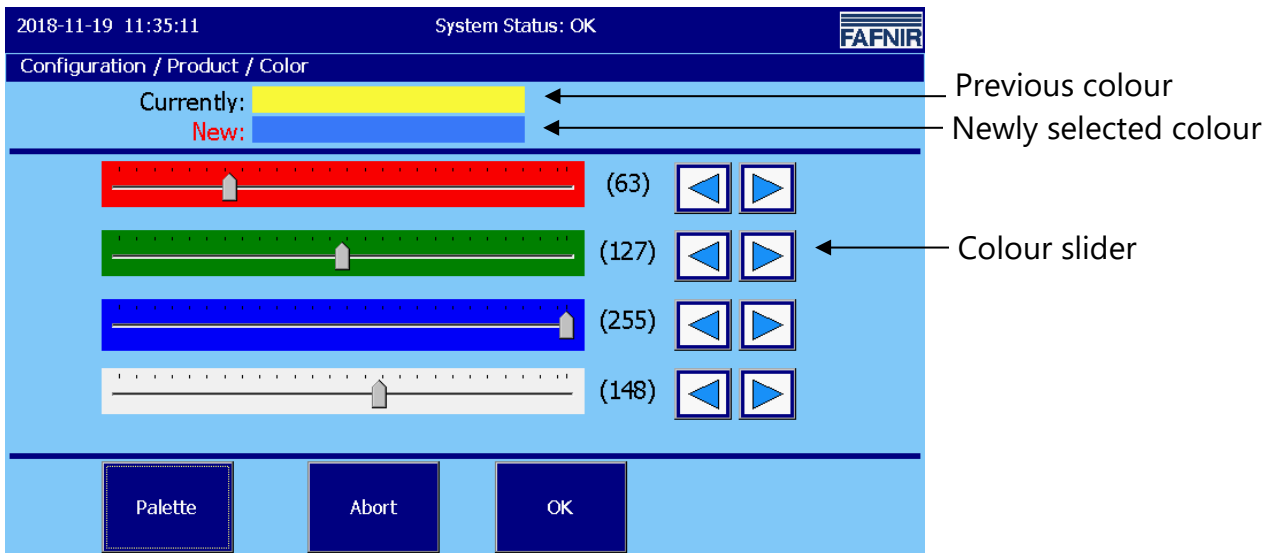 2018-11-19 11:35:11 System Status: OK FAFNIR
Configuration / Product / Color
Currently: Previous colour
New: Newly selected colour
(63)
(127) Colour slider
(255)
(148)
Palette Abort OK